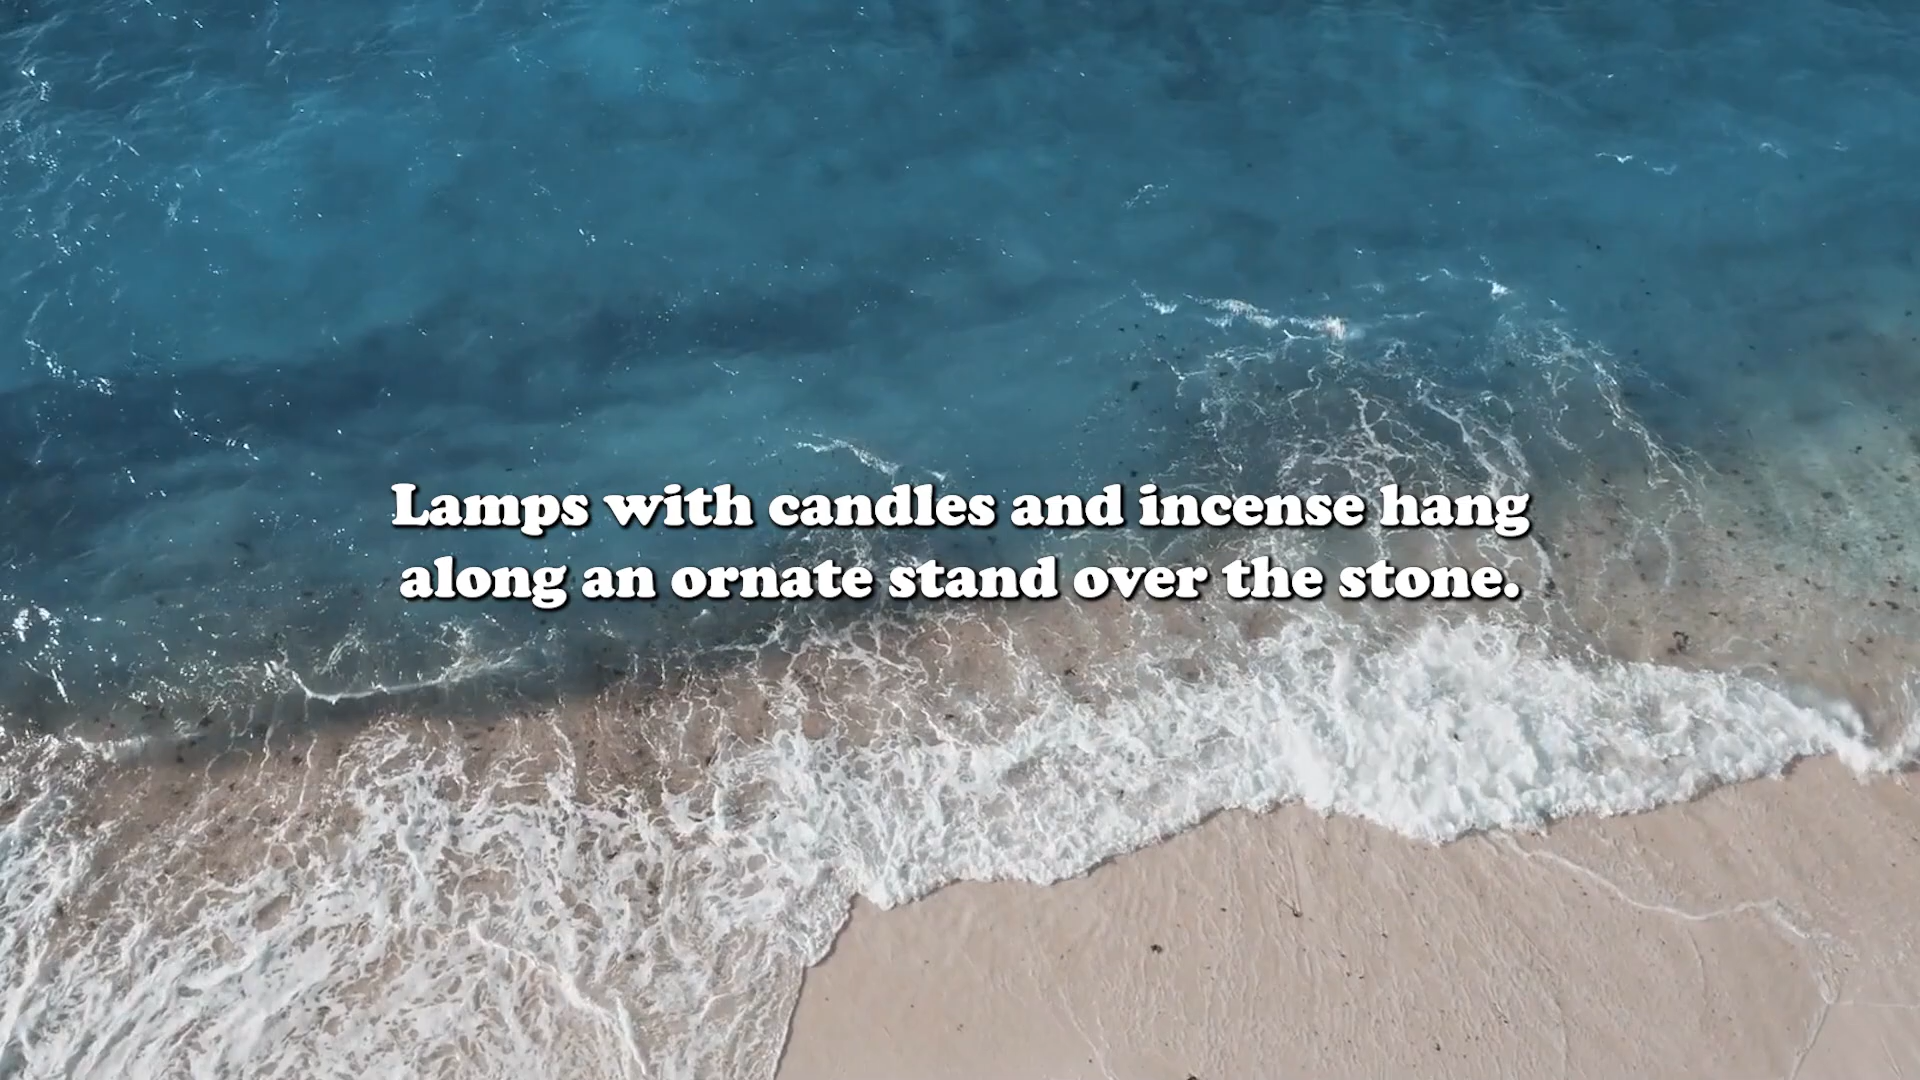 Lamps with candles and incense hang
along an ornate stand over the stone.